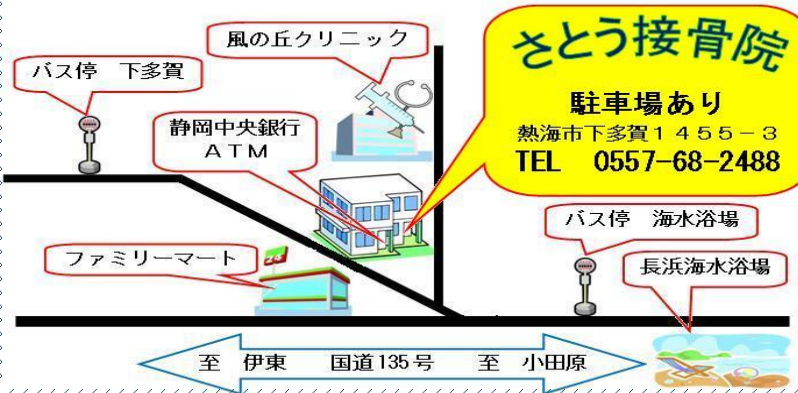 風の丘クリニック
さとう接骨院
駐車場あり
熱海市下多賀1455-3
TEL 0557-68-2488
バス停 下多賀
静岡中央銀行
ATM
バス停 海水浴場
ファミリーマート
24
長浜海水浴場
至 伊東 国道135号 至 小田原